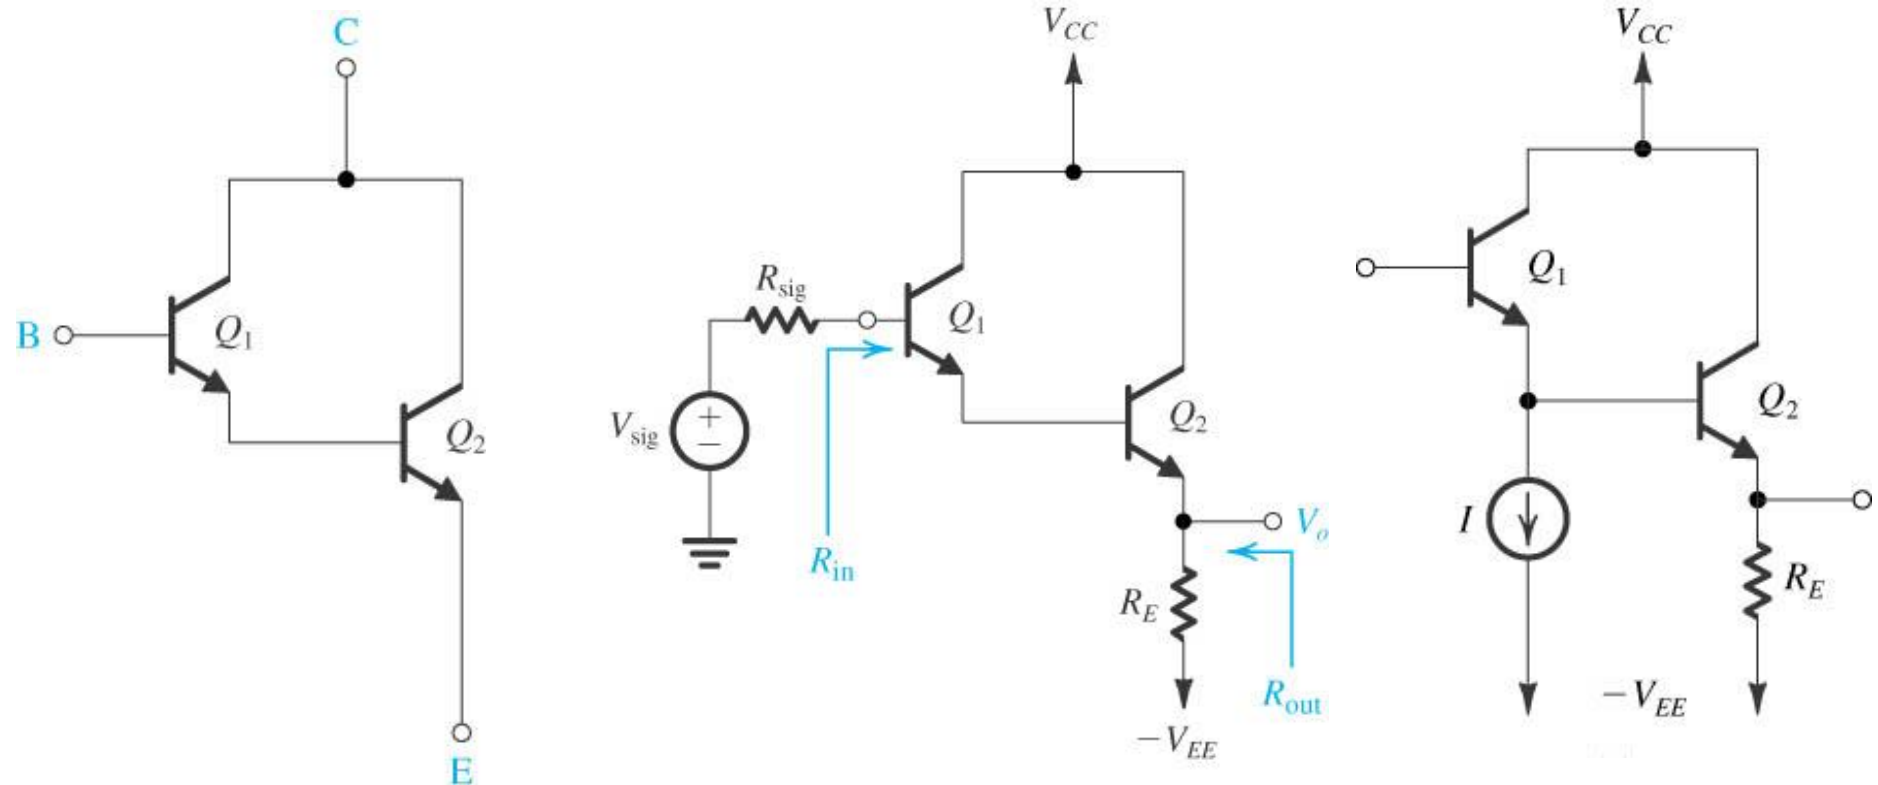 C
B
Q1
Q2
E
VCC
Rsig
Q1
Vsig
+
−
Q2
Rin
Vo
RE
Rout
−VEE
VCC
Q1
Q2
I
RE
−VEE